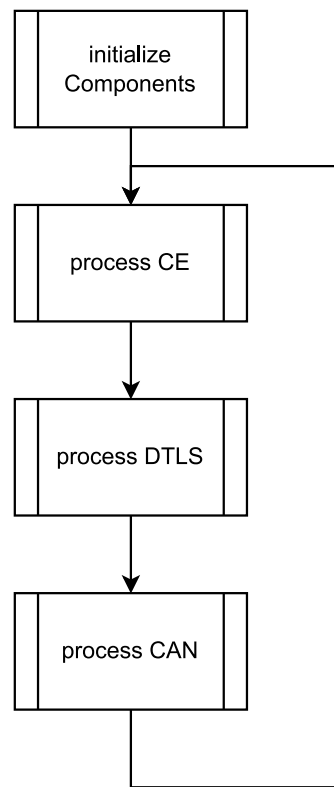 initialize
Components
process CE
process DTLS
process CAN